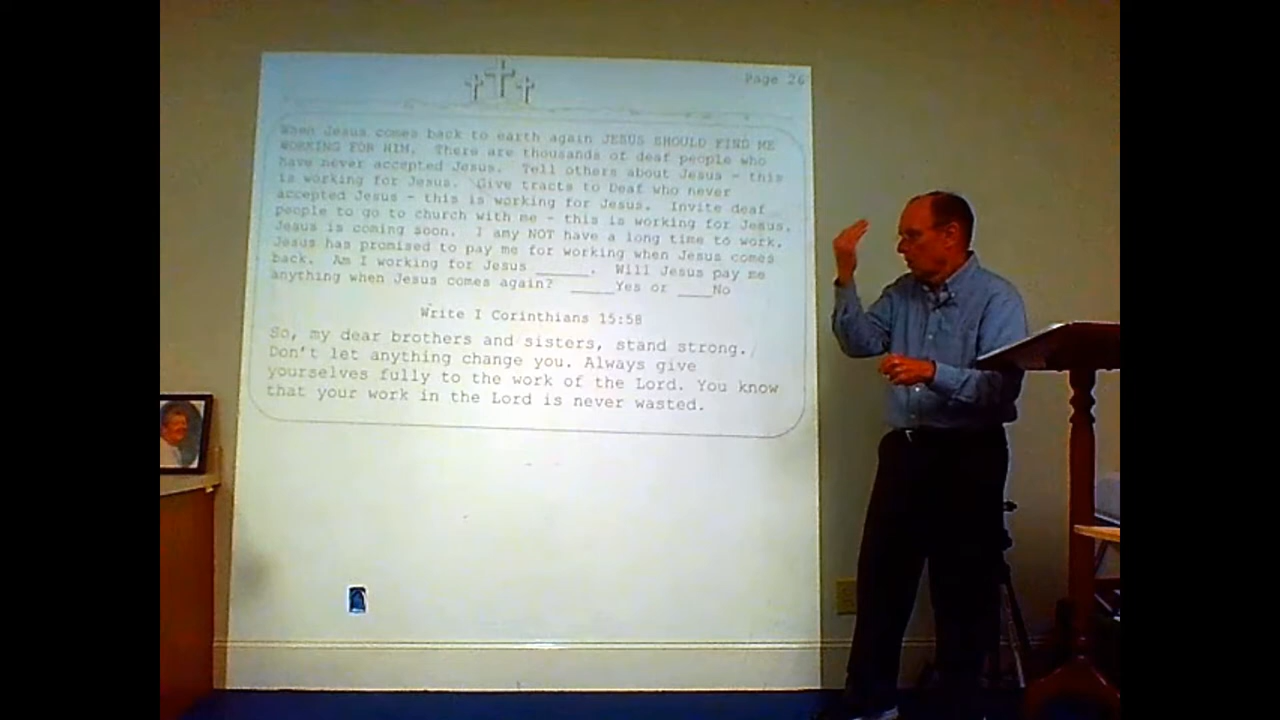 Page 26
When Jesus comes back to earth again JESUS SHOULD FIND ME
WORKING FOR HIM. There are thousands of deaf people who
have never accepted Jesus. Tell others about Jesus - this
is working for Jesus. Give tracts to Deaf who never
accepted Jesus - this is working for Jesus. Invite deaf
people to go to church with me - this is working for Jesus.
Jesus is coming soon. I amy NOT have a long time to work.
Jesus has promised to pay me for working when Jesus comes
back. Am I working for Jesus ______. Will Jesus pay me
anything when Jesus comes again? _____Yes or ____No
Write I Corinthians 15:58
So, my dear brothers and sisters, stand strong.
Don't let anything change you. Always give
yourselves fully to the work of the Lord. You know
that your work in the Lord is never wasted.